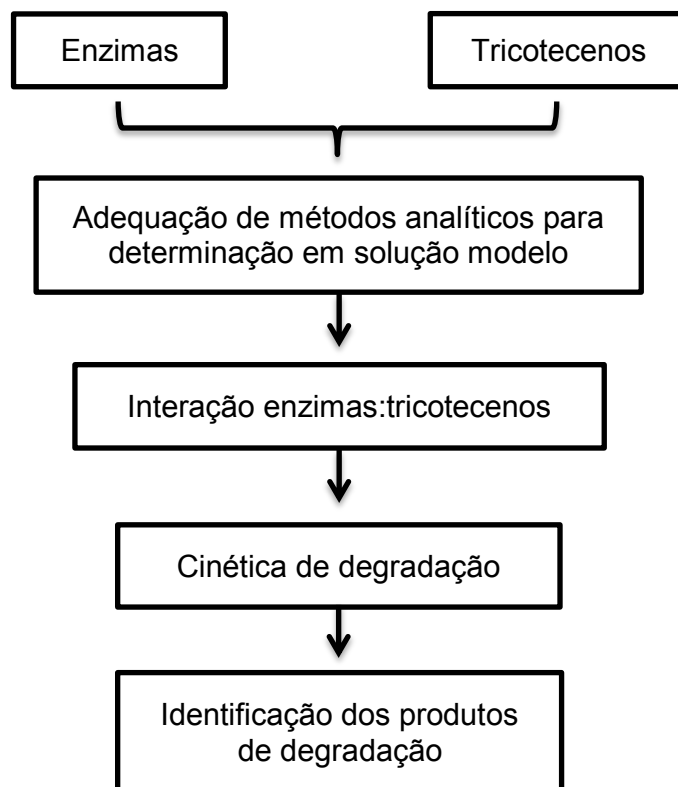 Enzimas
Tricotecenos
Adequação de métodos analíticos para
determinação em solução modelo
Interação enzimas:tricotecenos
Cinética de degradação
Identificação dos produtos
de degradação